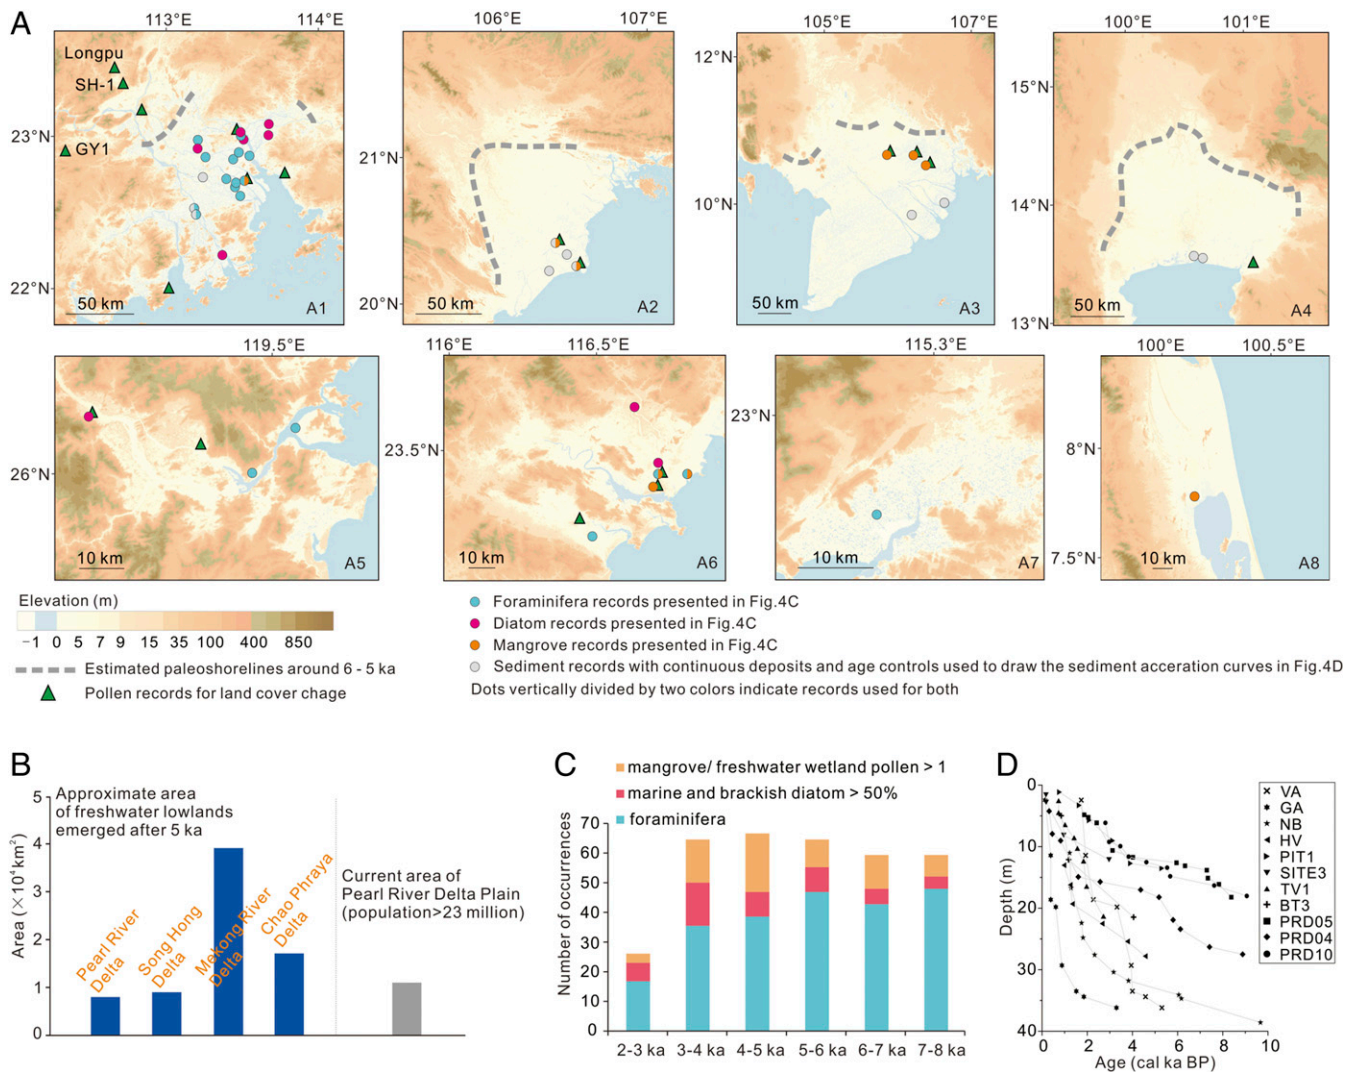 A
113°E 114°E
106°E 107°E
105°E 107°E
100°E 101°E
Longpu
SH-1
GY1
23°N
22°N
50 km
A1
21°N
20°N
50 km
A2
12°N
10°N
50 km
A3
15°N
14°N
13°N
50 km
A4
119.5°E
26°N
10 km
A5
116°E 116.5°E
23.5°N
10 km
A6
115.3°E
23°N
10 km
A7
100°E 100.5°E
8°N
7.5°N
10 km
A8
Elevation (m)
−1 0 5 7 9 15 35 100 400 850
Estimated paleoshorelines around 6 - 5 ka
Pollen records for land cover chage
Foraminifera records presented in Fig.4C
Diatom records presented in Fig.4C
Mangrove records presented in Fig.4C
Sediment records with continuous deposits and age controls used to draw the sediment acceration curves in Fig.4D
Dots vertically divided by two colors indicate records used for both
B
Approximate area
of freshwater lowlands
emerged after 5 ka
Current area of
Pearl River Delta Plain
(population>23 million)
Area (×10⁴km²)
5
4
3
2
1
0
Pearl River
Delta
Song Hong
Delta
Mekong River
Delta
Chao Phraya
Delta
C
mangrove/ freshwater wetland pollen > 1
marine and brackish diatom > 50%
foraminifera
Number of occurrences
70
60
50
40
30
20
10
0
2-3 ka 3-4 ka 4-5 ka 5-6 ka 6-7 ka 7-8 ka
D
Depth (m)
0
10
20
30
40
0 2 4 6 8 10
Age (cal ka BP)
VA
GA
NB
HV
PIT1
SITE3
TV1
BT3
PRD05
PRD04
PRD10